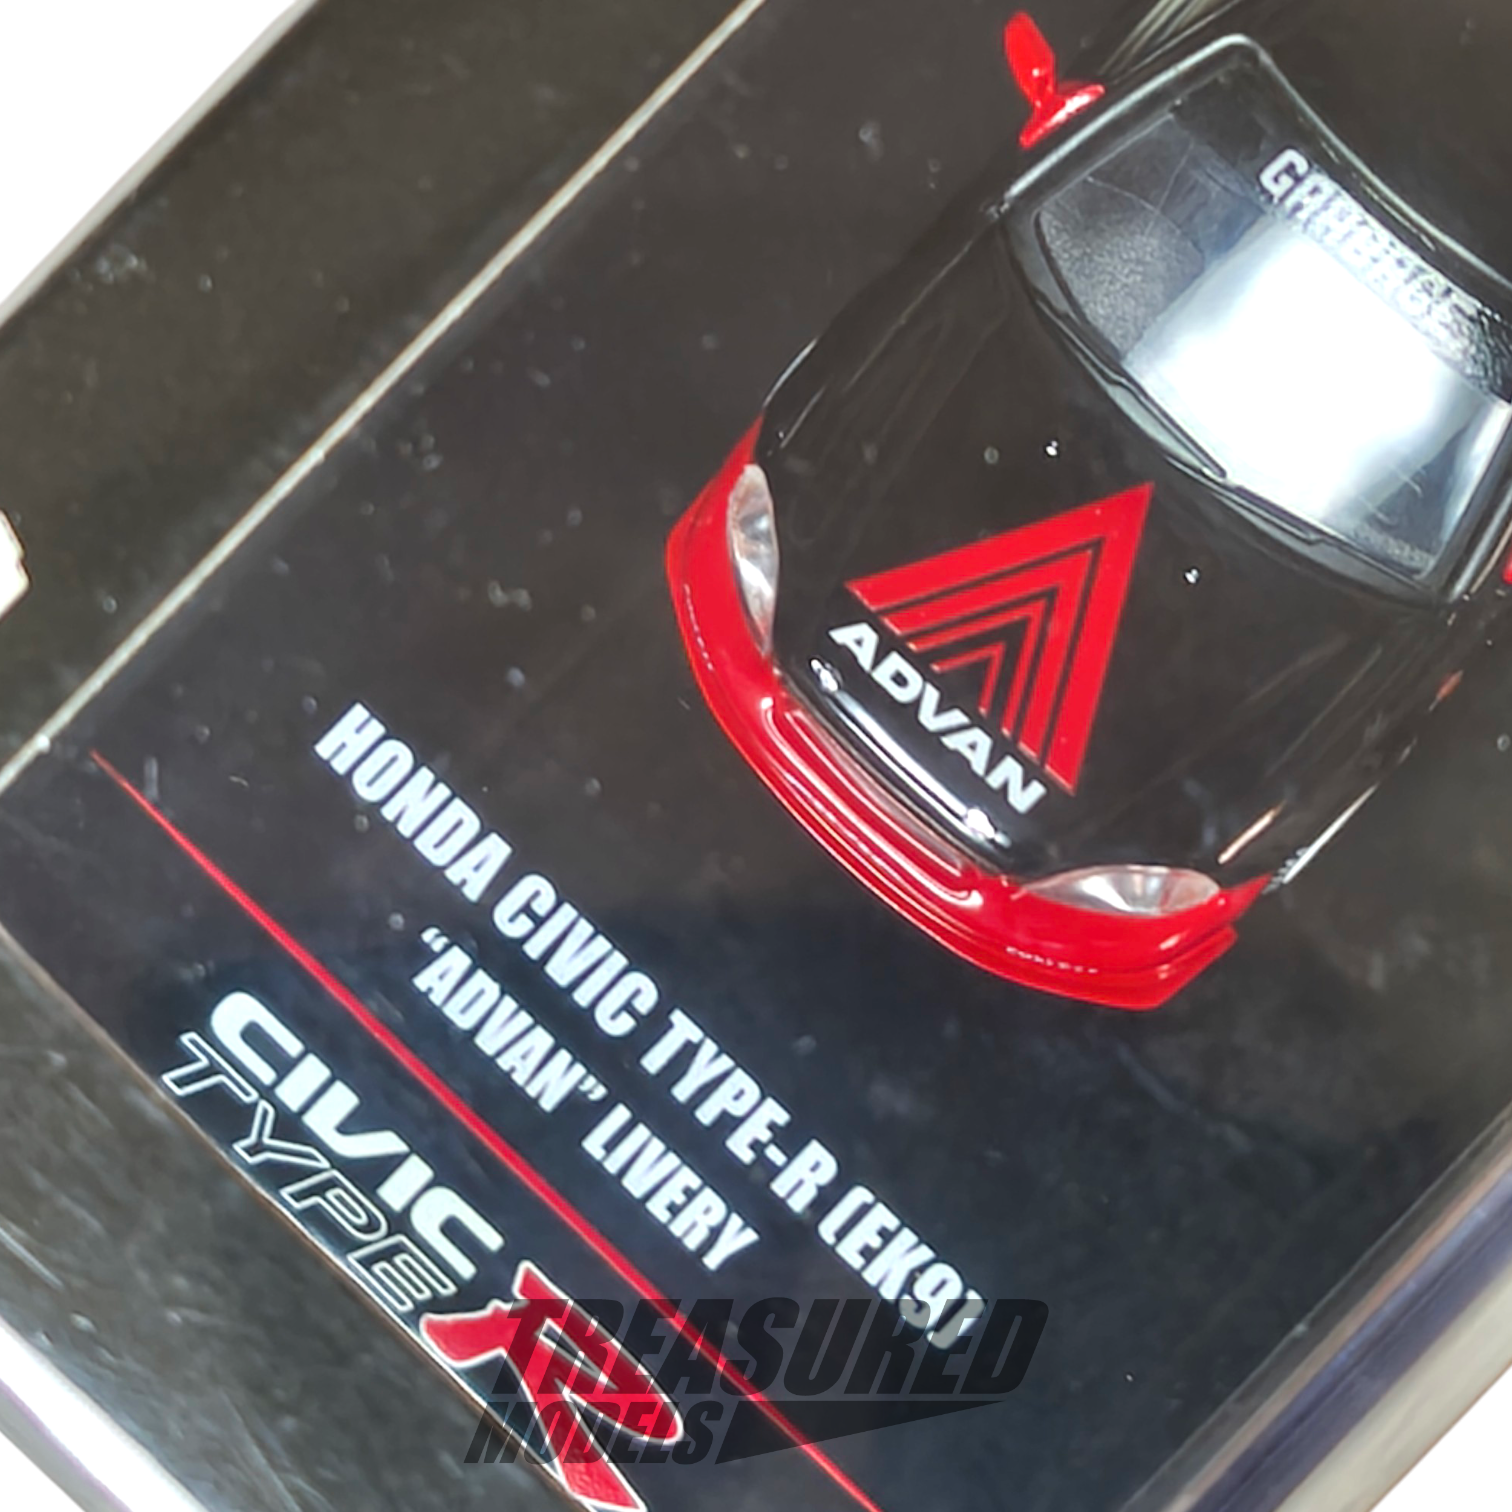 ADVAN
HONDA CIVIC TYPE-R (EK9)
“ADVAN” LIVERY
CIVIC
TYPE R
TREASURED
MODELS